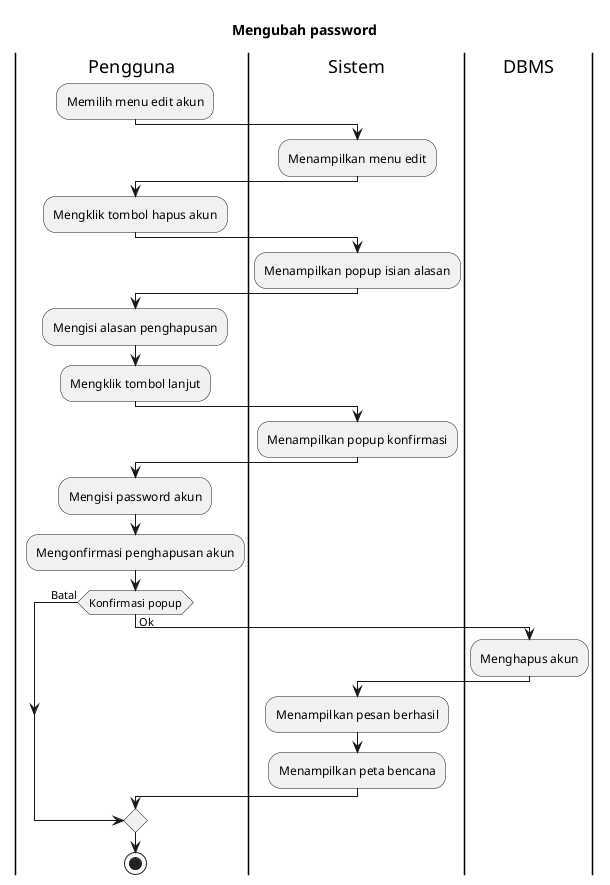 Mengubah password
Pengguna
Sistem
DBMS
Memilih menu edit akun
Menampilkan menu edit
Mengklik tombol hapus akun
Menampilkan popup isian alasan
Mengisi alasan penghapusan
Mengklik tombol lanjut
Menampilkan popup konfirmasi
Mengisi password akun
Mengonfirmasi penghapusan akun
Batal
Konfirmasi popup
Ok
Menghapus akun
Menampilkan pesan berhasil
Menampilkan peta bencana